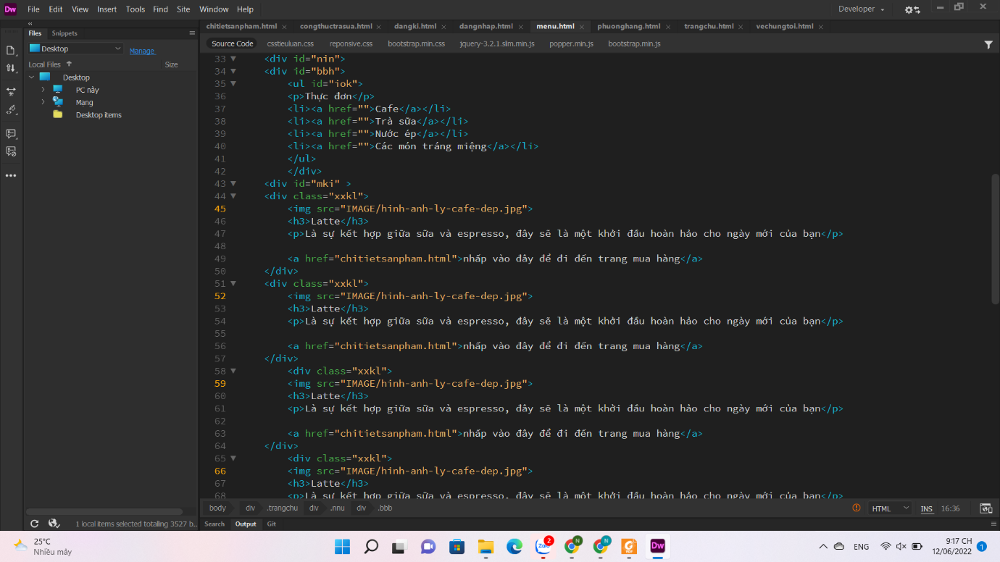 Dw File Edit View Insert Tools Find Site Window Help Developer
Files Snippets
Desktop Manage
Local Files Size
Desktop
PC này
Mạng
Desktop items
1 local items selected totaling 3527 b..
chitietsanpham.html congthuctrasua.html dangki.html dangnhap.html menu.html phuonghang.html trangchu.html vechungtoi.html
Source Code csstieuluan.css reponsive.css bootstrap.min.css jquery-3.2.1.slim.min.js popper.min.js bootstrap.min.js
33 <div id="nin">
34 <div id="bbh">
35 <ul id="iok">
36 <p>Thực đơn</p>
37 <li><a href="">Cafe</a></li>
38 <li><a href="">Trà sữa</a></li>
39 <li><a href="">Nước ép</a></li>
40 <li><a href="">Các món tráng miệng</a></li>
41 </ul>
42 </div>
43 <div id="mki" >
44 <div class="xxkl">
45 <img src="IMAGE/hinh-anh-ly-cafe-dep.jpg">
46 <h3>Latte</h3>
47 <p>Là sự kết hợp giữa sữa và espresso, đây sẽ là một khởi đầu hoàn hảo cho ngày mới của bạn</p>
48
49 <a href="chitietsanpham.html">nhấp vào đây để đi đến trang mua hàng</a>
50 </div>
51 <div class="xxkl">
52 <img src="IMAGE/hinh-anh-ly-cafe-dep.jpg">
53 <h3>Latte</h3>
54 <p>Là sự kết hợp giữa sữa và espresso, đây sẽ là một khởi đầu hoàn hảo cho ngày mới của bạn</p>
55
56 <a href="chitietsanpham.html">nhấp vào đây để đi đến trang mua hàng</a>
57 </div>
58 <div class="xxkl">
59 <img src="IMAGE/hinh-anh-ly-cafe-dep.jpg">
60 <h3>Latte</h3>
61 <p>Là sự kết hợp giữa sữa và espresso, đây sẽ là một khởi đầu hoàn hảo cho ngày mới của bạn</p>
62
63 <a href="chitietsanpham.html">nhấp vào đây để đi đến trang mua hàng</a>
64 </div>
65 <div class="xxkl">
66 <img src="IMAGE/hinh-anh-ly-cafe-dep.jpg">
67 <h3>Latte</h3>
68 <p>Là sự kết hợp giữa sữa và espresso, đây sẽ là một khởi đầu hoàn hảo cho ngày mới của bạn</p>
body div .trangchu div .nnu div .bbb HTML INS 16:36
Search Output Git
25°C
Nhiều mây
Zalo 2 N N PDF Dw
ENG
9:17 CH
12/06/2022 1